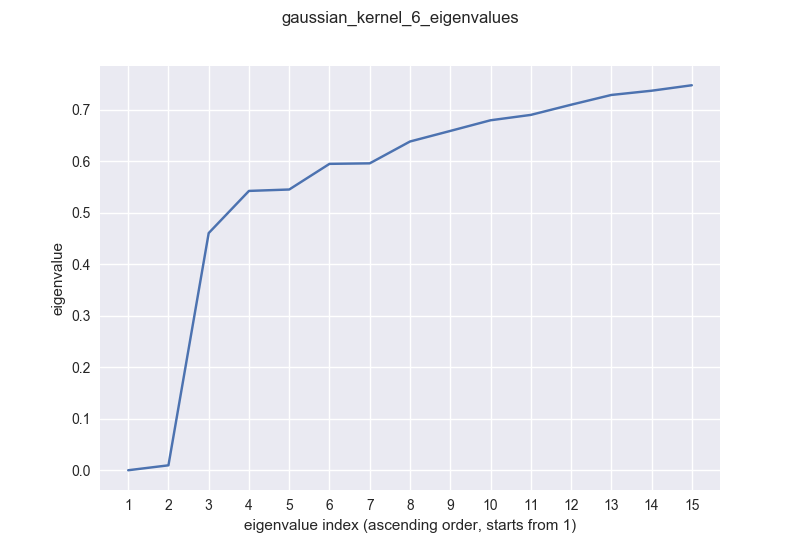 gaussian_kernel_6_eigenvalues
0.7
0.6
0.5
0.4
0.3
0.2
0.1
0.0
eigenvalue
1 2 3 4 5 6 7 8 9 10 11 12 13 14 15
eigenvalue index (ascending order, starts from 1)